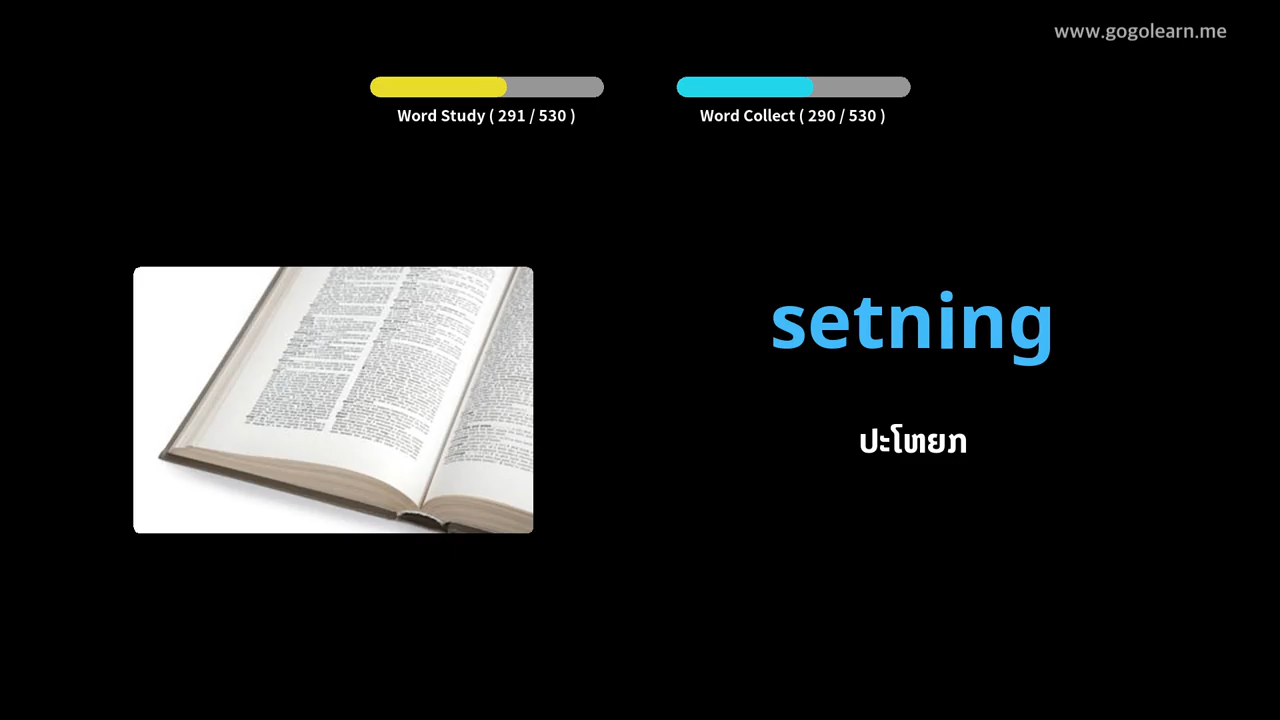 www.gogolearn.me
Word Study ( 291 / 530 )
Word Collect ( 290 / 530 )
setning
ປະໂຫຍກ